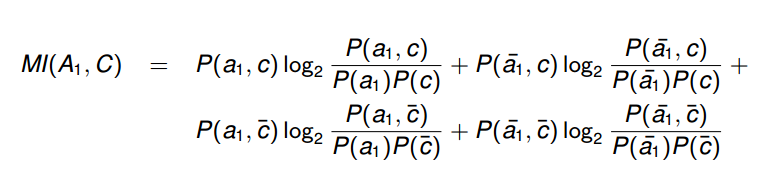 MI(A₁, C) = P(a₁, c) log₂ P(a₁, c) / P(a₁)P(c) + P(ā₁, c) log₂ P(ā₁, c) / P(ā₁)P(c) +
P(a₁, c̄) log₂ P(a₁, c̄) / P(a₁)P(c̄) + P(ā₁, c̄) log₂ P(ā₁, c̄) / P(ā₁)P(c̄)